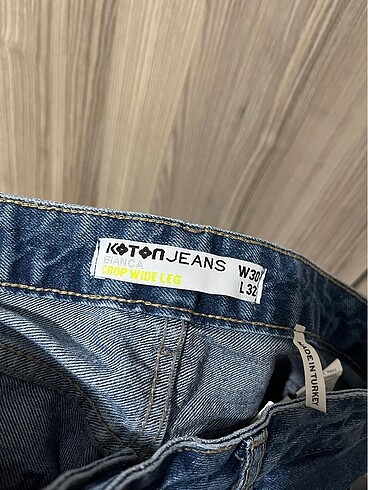 KOTON JEANS
BIANCA
CROP WIDE LEG
W30
L32
MADE IN TURKEY